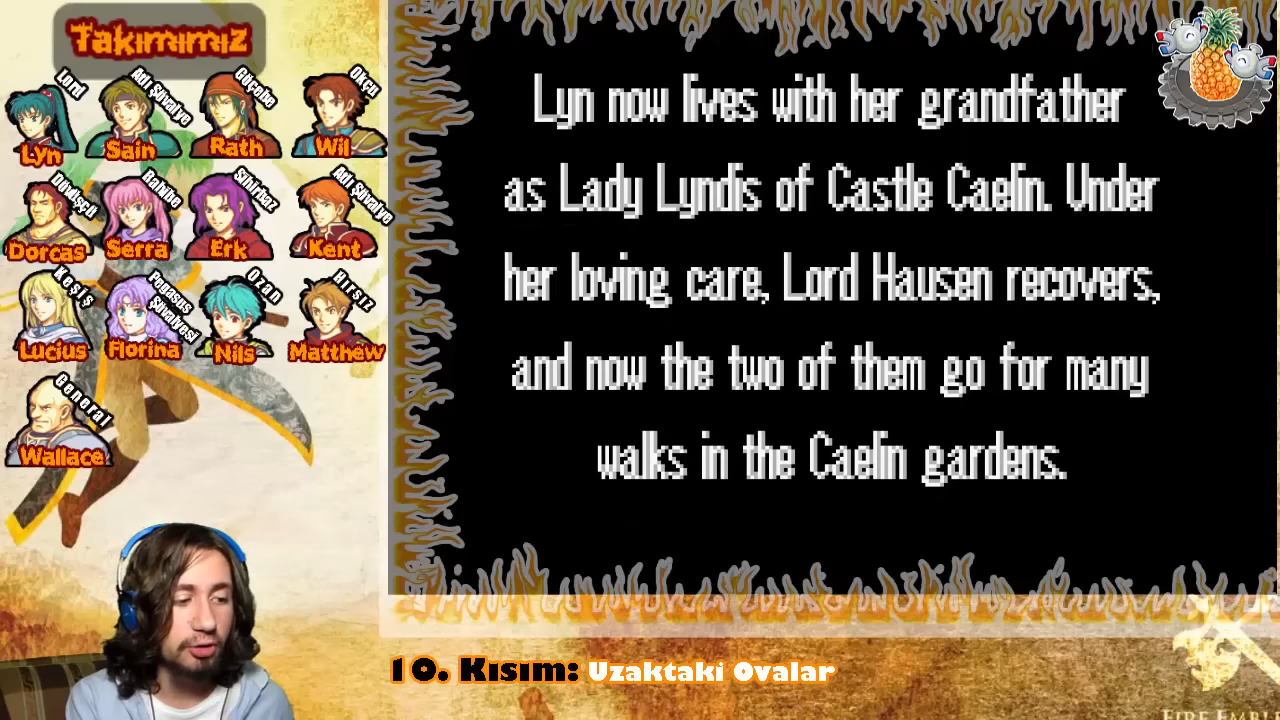 Takımımız
Lord
Lyn
Atlı Şövalye
Sain
Göçebe
Rath
Okçu
Wil
Dövüşçü
Dorcas
Rahibe
Serra
Sihirbaz
Erk
Atlı Şövalye
Kent
Keşiş
Lucius
Pegasus
Şövalyesi
Florina
Ozan
Nils
Hırsız
Matthew
General
Wallace
Lyn now lives with her grandfather
as Lady Lyndis of Castle Caelin. Under
her loving care, Lord Hausen recovers,
and now the two of them go for many
walks in the Caelin gardens.
10. Kısım: Uzaktaki Ovalar